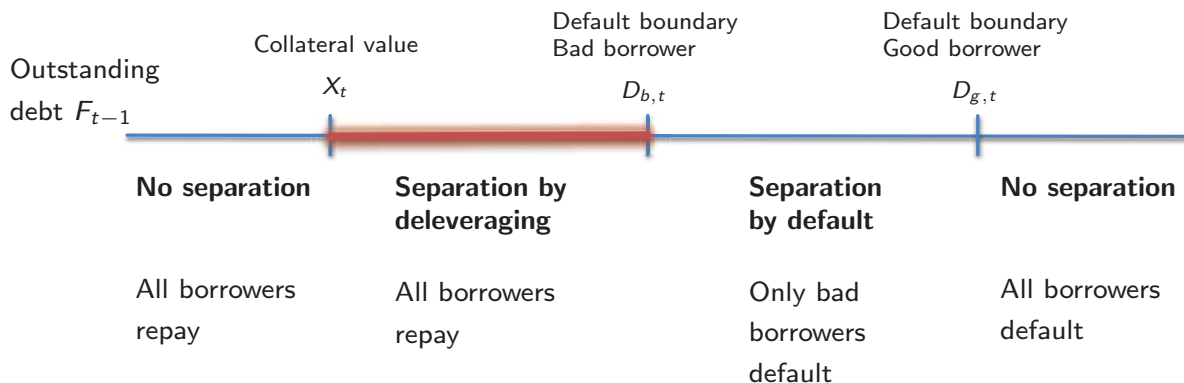 Outstanding
debt F_{t−1}
Collateral value
X_t
Default boundary
Bad borrower
D_{b,t}
Default boundary
Good borrower
D_{g,t}
No separation
Separation by
deleveraging
Separation
by default
No separation
All borrowers
repay
All borrowers
repay
Only bad
borrowers
default
All borrowers
default